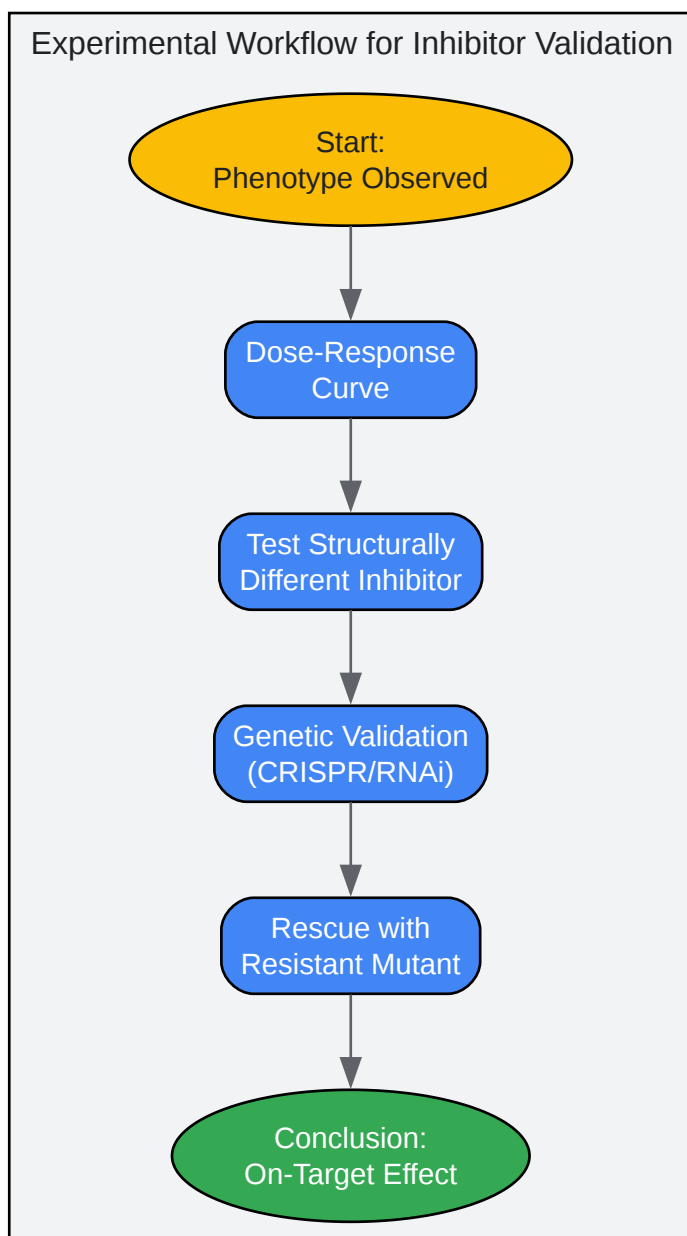 Experimental Workflow for Inhibitor Validation
Start:
Phenotype Observed
Dose-Response
Curve
Test Structurally
Different Inhibitor
Genetic Validation
(CRISPR/RNAi)
Rescue with
Resistant Mutant
Conclusion:
On-Target Effect